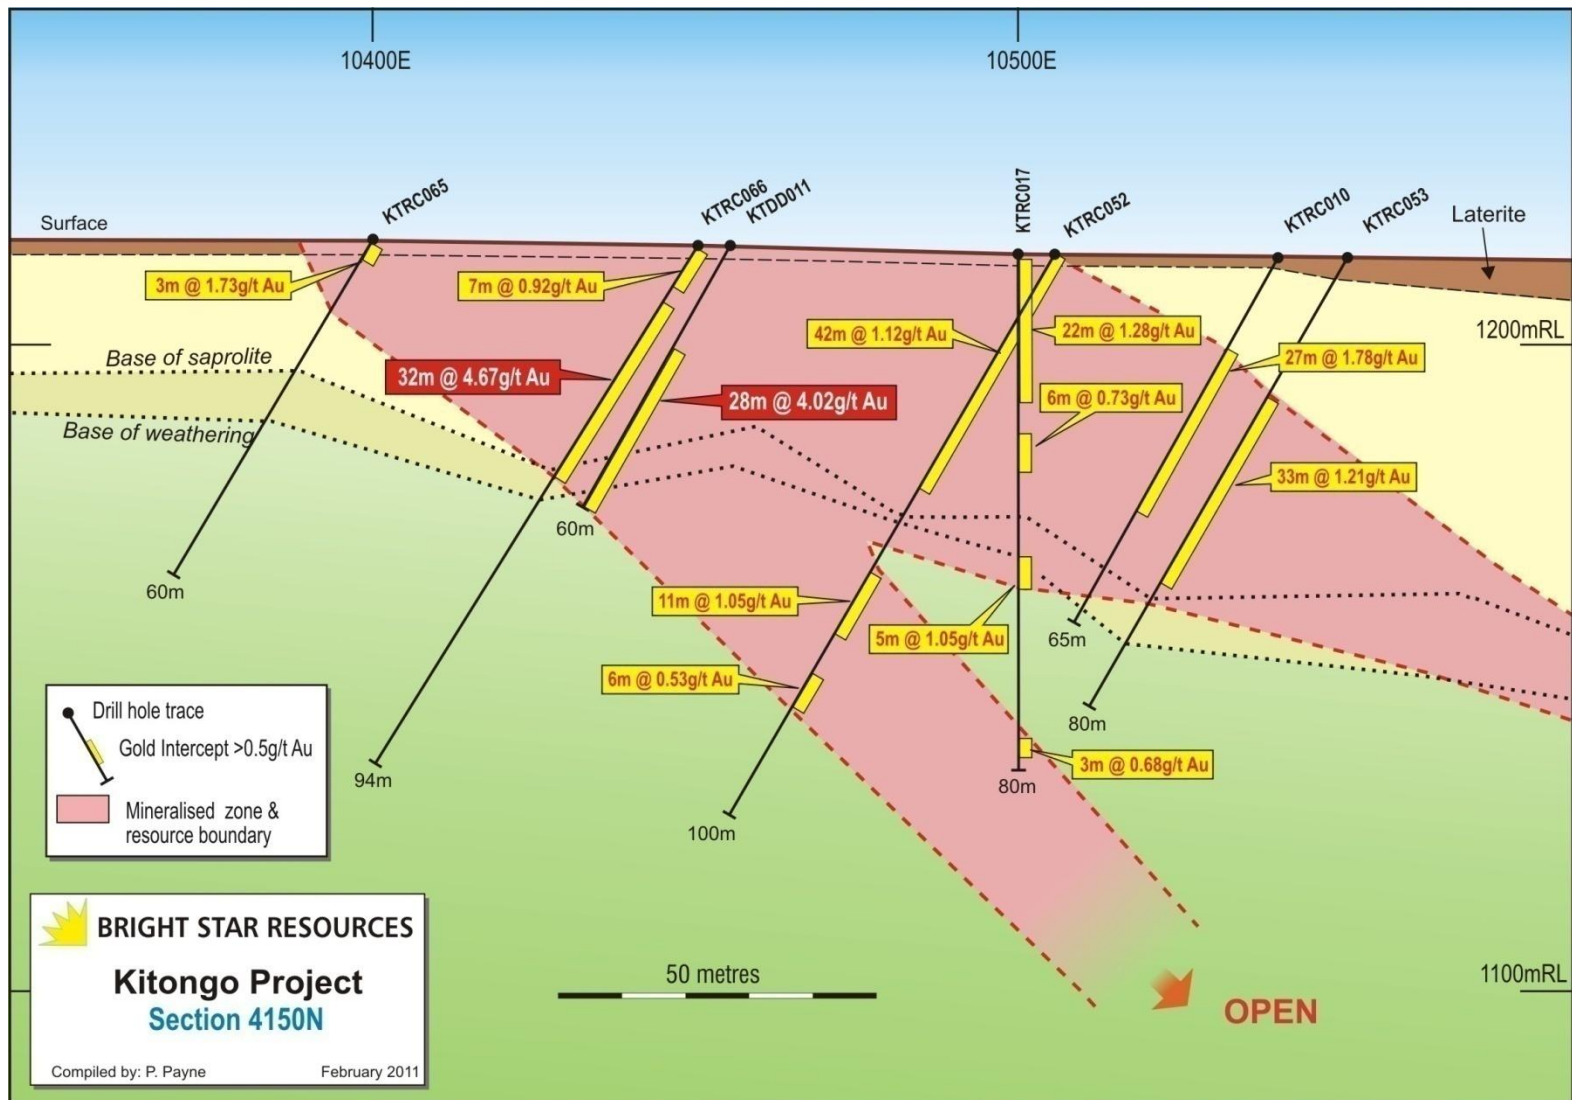 10400E
10500E
KTRC065
KTRC066
KTDD011
KTRC017
KTRC052
KTRC010
KTRC053
Surface
Laterite
3m @ 1.73g/t Au
7m @ 0.92g/t Au
42m @ 1.12g/t Au
22m @ 1.28g/t Au
1200mRL
Base of saprolite
32m @ 4.67g/t Au
27m @ 1.78g/t Au
28m @ 4.02g/t Au
6m @ 0.73g/t Au
Base of weathering
33m @ 1.21g/t Au
60m
60m
11m @ 1.05g/t Au
5m @ 1.05g/t Au
65m
6m @ 0.53g/t Au
80m
Drill hole trace
Gold Intercept >0.5g/t Au
Mineralised zone &
resource boundary
94m
3m @ 0.68g/t Au
80m
100m
BRIGHT STAR RESOURCES
Kitongo Project
Section 4150N
Compiled by: P. Payne
February 2011
50 metres
1100mRL
OPEN